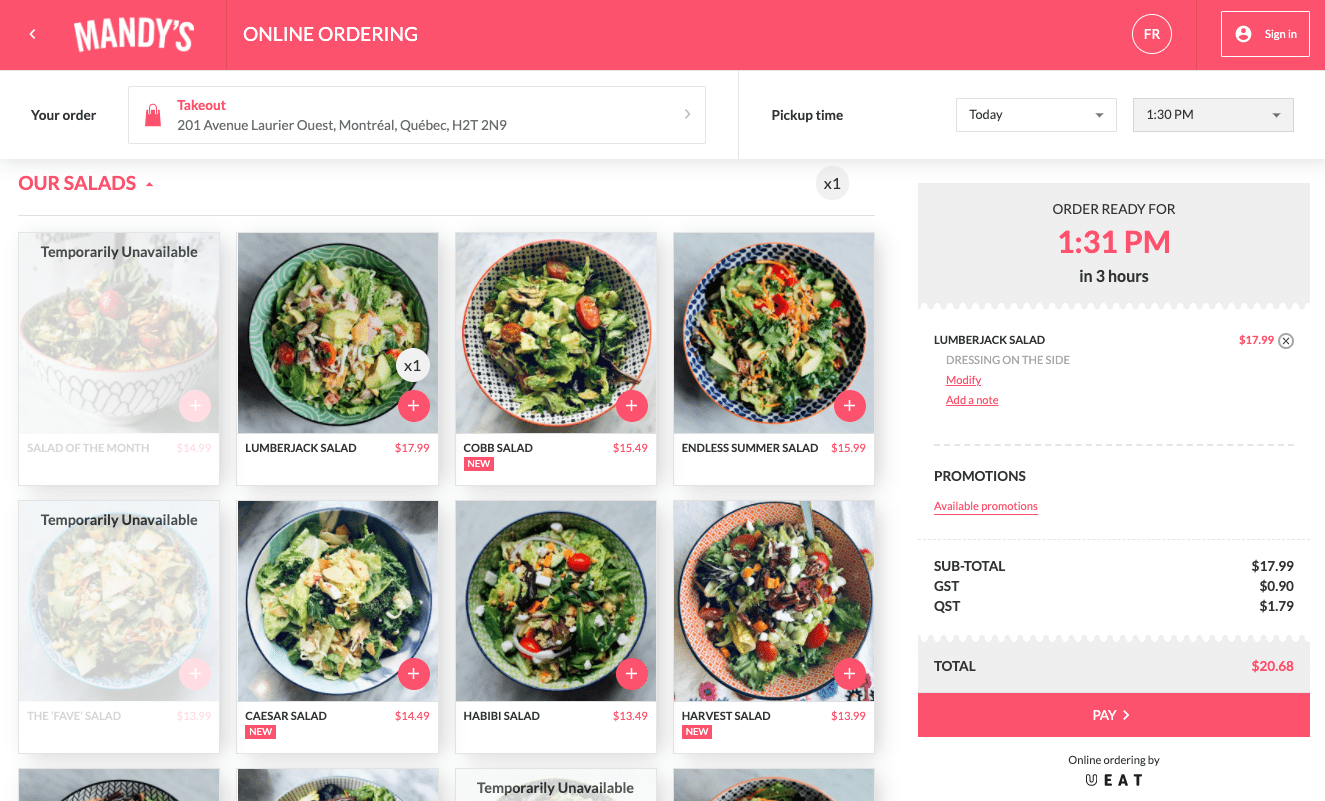 MANDY'S
ONLINE ORDERING
FR
Sign in
Your order
Takeout
201 Avenue Laurier Ouest, Montréal, Québec, H2T 2N9
Pickup time
Today
1:30 PM
OUR SALADS
x1
Temporarily Unavailable
x1
SALAD OF THE MONTH $14.99
LUMBERJACK SALAD $17.99
COBB SALAD $15.49
NEW
ENDLESS SUMMER SALAD $15.99
Temporarily Unavailable
THE 'FAVE' SALAD $13.99
CAESAR SALAD $14.49
NEW
HABIBI SALAD $13.49
HARVEST SALAD $13.99
NEW
Temporarily Unavailable
ORDER READY FOR
1:31 PM
in 3 hours
LUMBERJACK SALAD $17.99
DRESSING ON THE SIDE
Modify
Add a note
PROMOTIONS
Available promotions
SUB-TOTAL $17.99
GST $0.90
QST $1.79
TOTAL $20.68
PAY
Online ordering by
UEAT